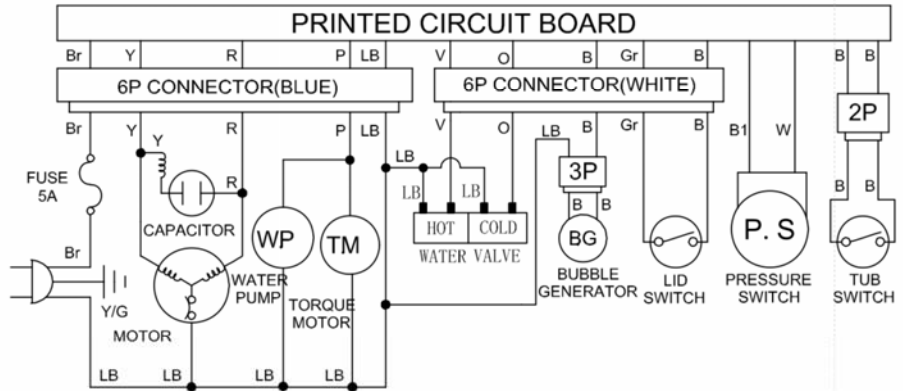 PRINTED CIRCUIT BOARD
Br Y R P LB V O B Gr B B B
6P CONNECTOR(BLUE)
6P CONNECTOR(WHITE)
2P
Br Y R P LB V O LB B Gr B B1 W
Y
LB
3P
FUSE
5A
R
LB LB
B B
B B
CAPACITOR
WP
TM
HOT COLD
BG
P. S
WATER VALVE
Br
WATER
PUMP
BUBBLE
GENERATOR
LID
SWITCH
PRESSURE
SWITCH
TUB
SWITCH
Y/G
TORQUE
MOTOR
MOTOR
LB LB LB LB